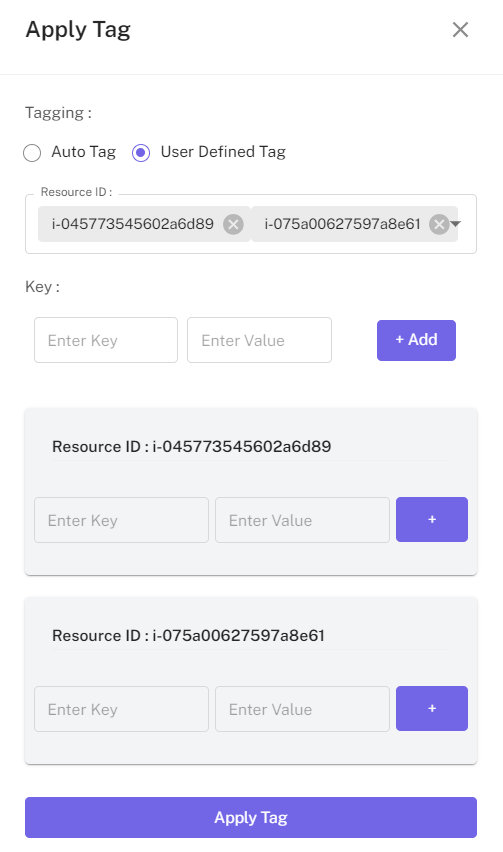 Apply Tag
Tagging :
Auto Tag User Defined Tag
Resource ID :
i-045773545602a6d89 i-075a00627597a8e61
Key :
Enter Key Enter Value + Add
Resource ID : i-045773545602a6d89
Enter Key Enter Value +
Resource ID : i-075a00627597a8e61
Enter Key Enter Value +
Apply Tag